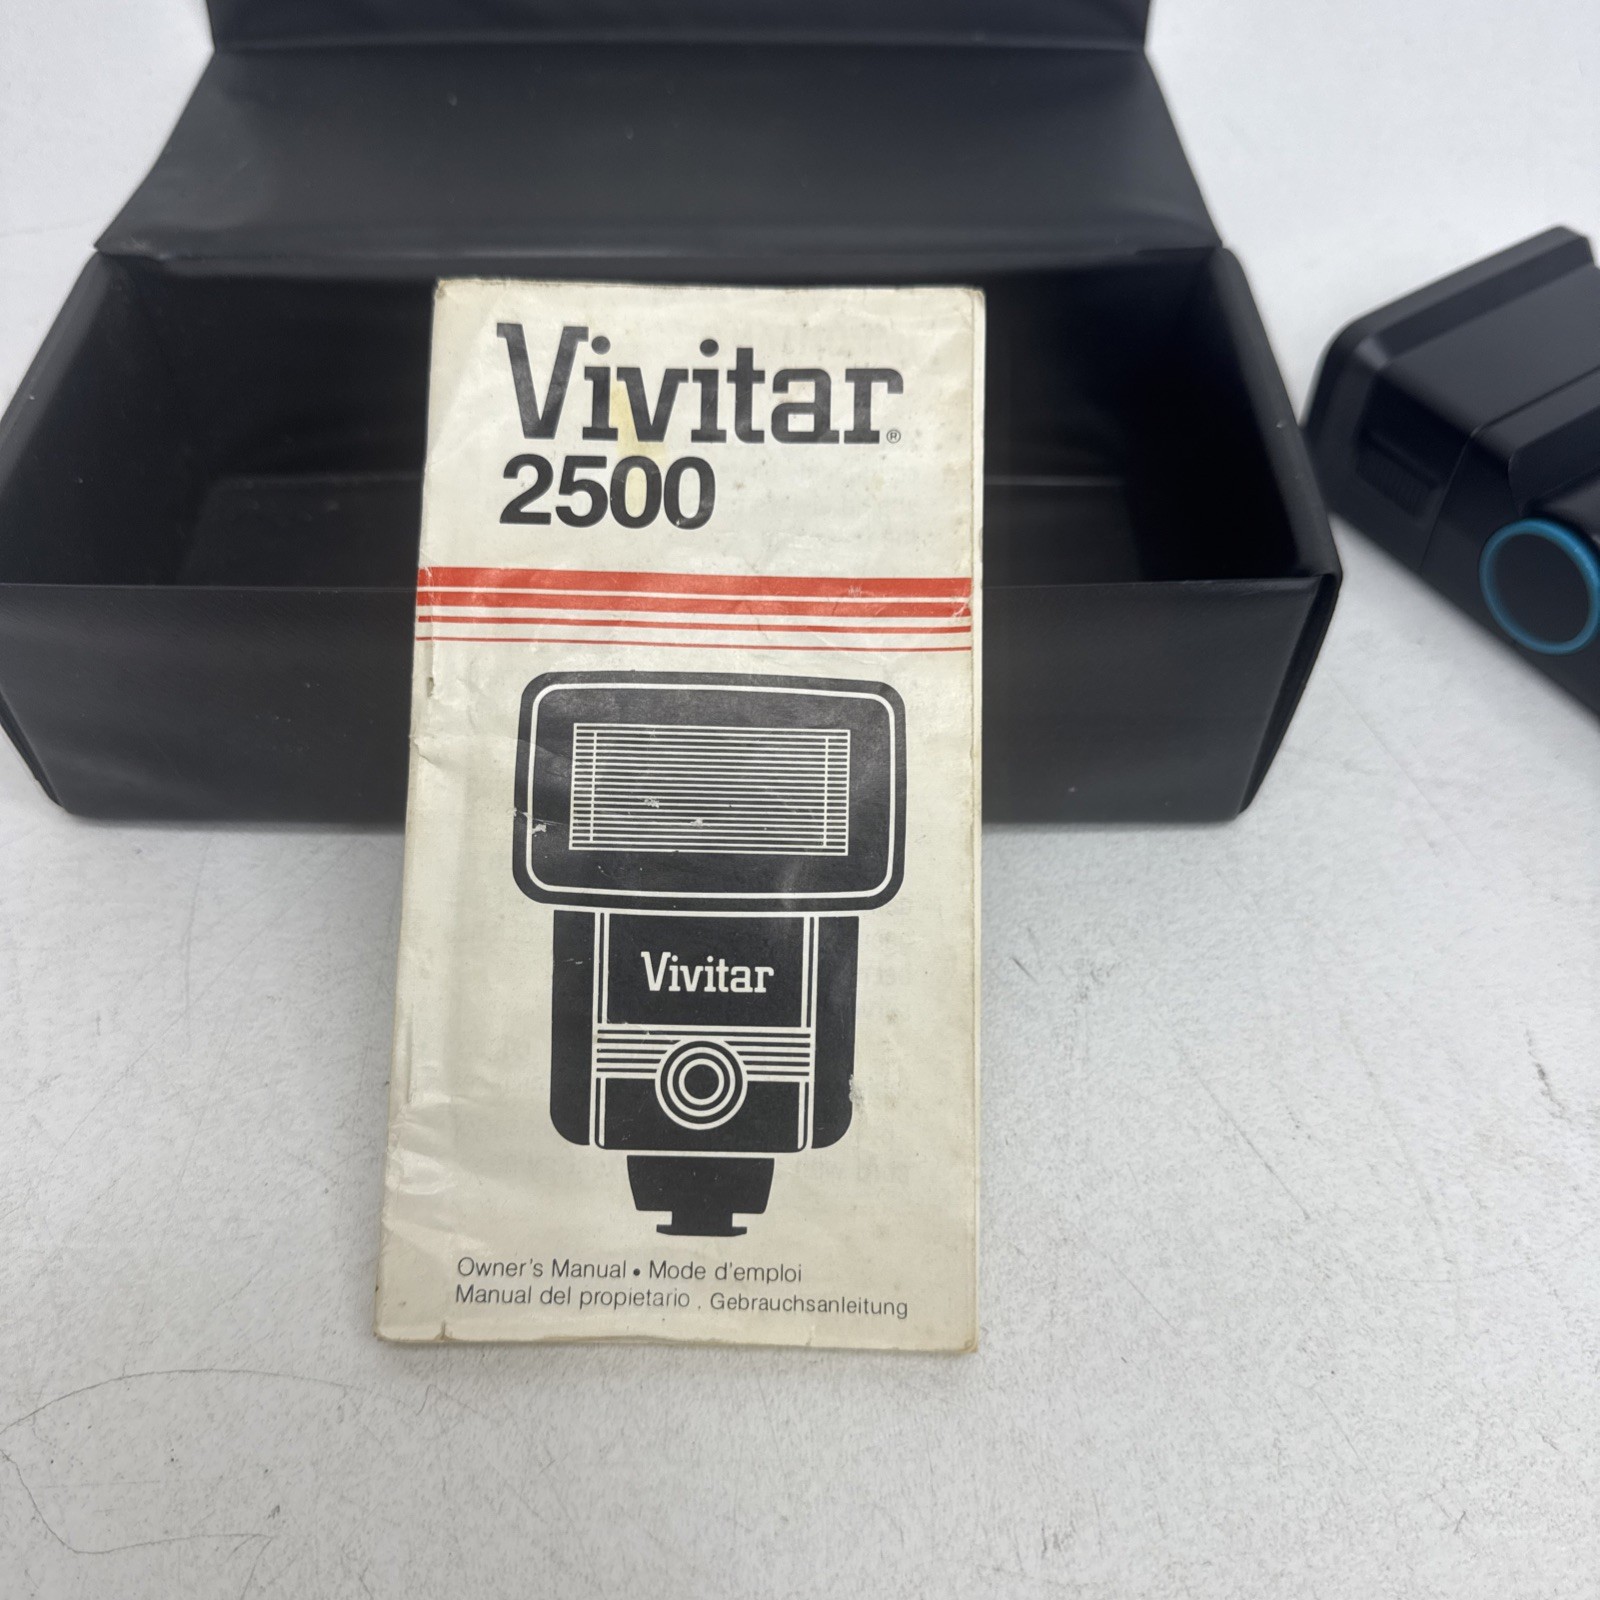 Vivitar®
2500
Vivitar
Owner's Manual • Mode d'emploi
Manual del propietario . Gebrauchsanleitung